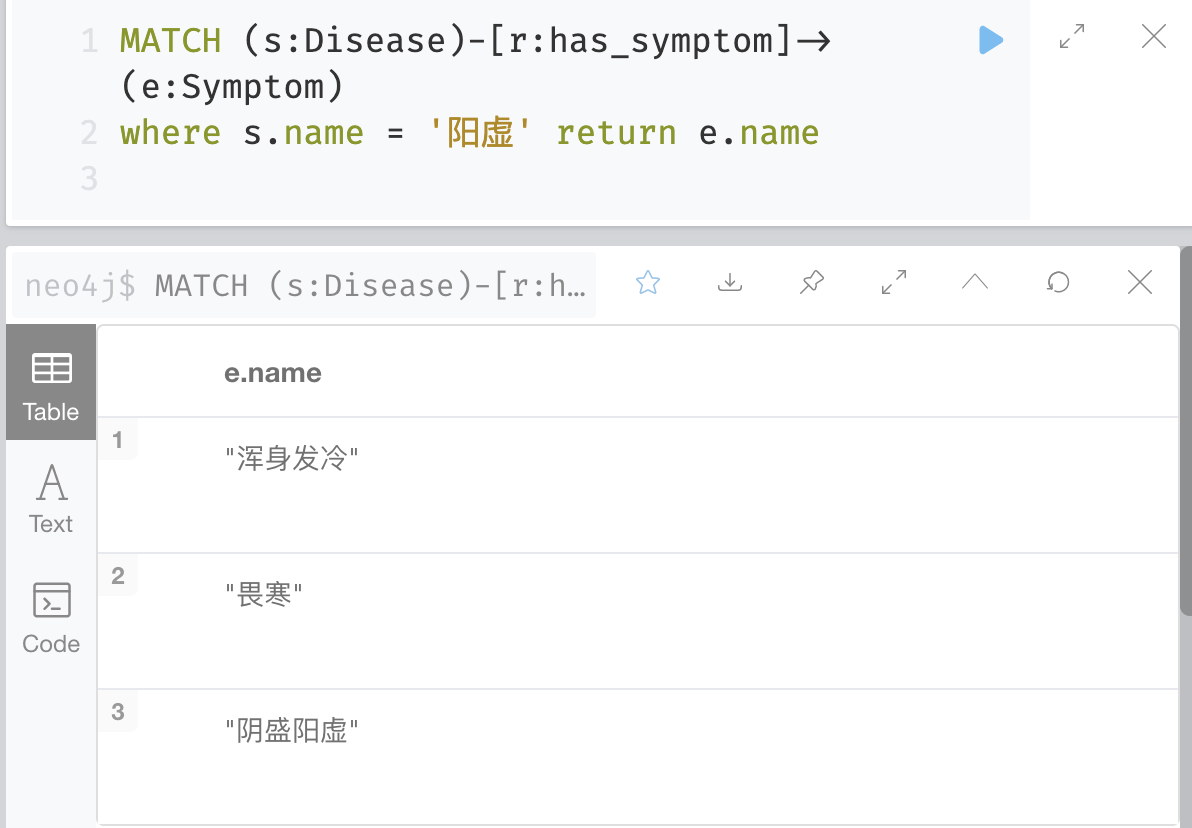 1 MATCH (s:Disease)-[r:has_symptom]->
(e:Symptom)
2 where s.name = '阳虚' return e.name
3
neo4j$ MATCH (s:Disease)-[r:h…
Table
e.name
1
"浑身发冷"
Text
2
"畏寒"
Code
3
"阴盛阳虚"